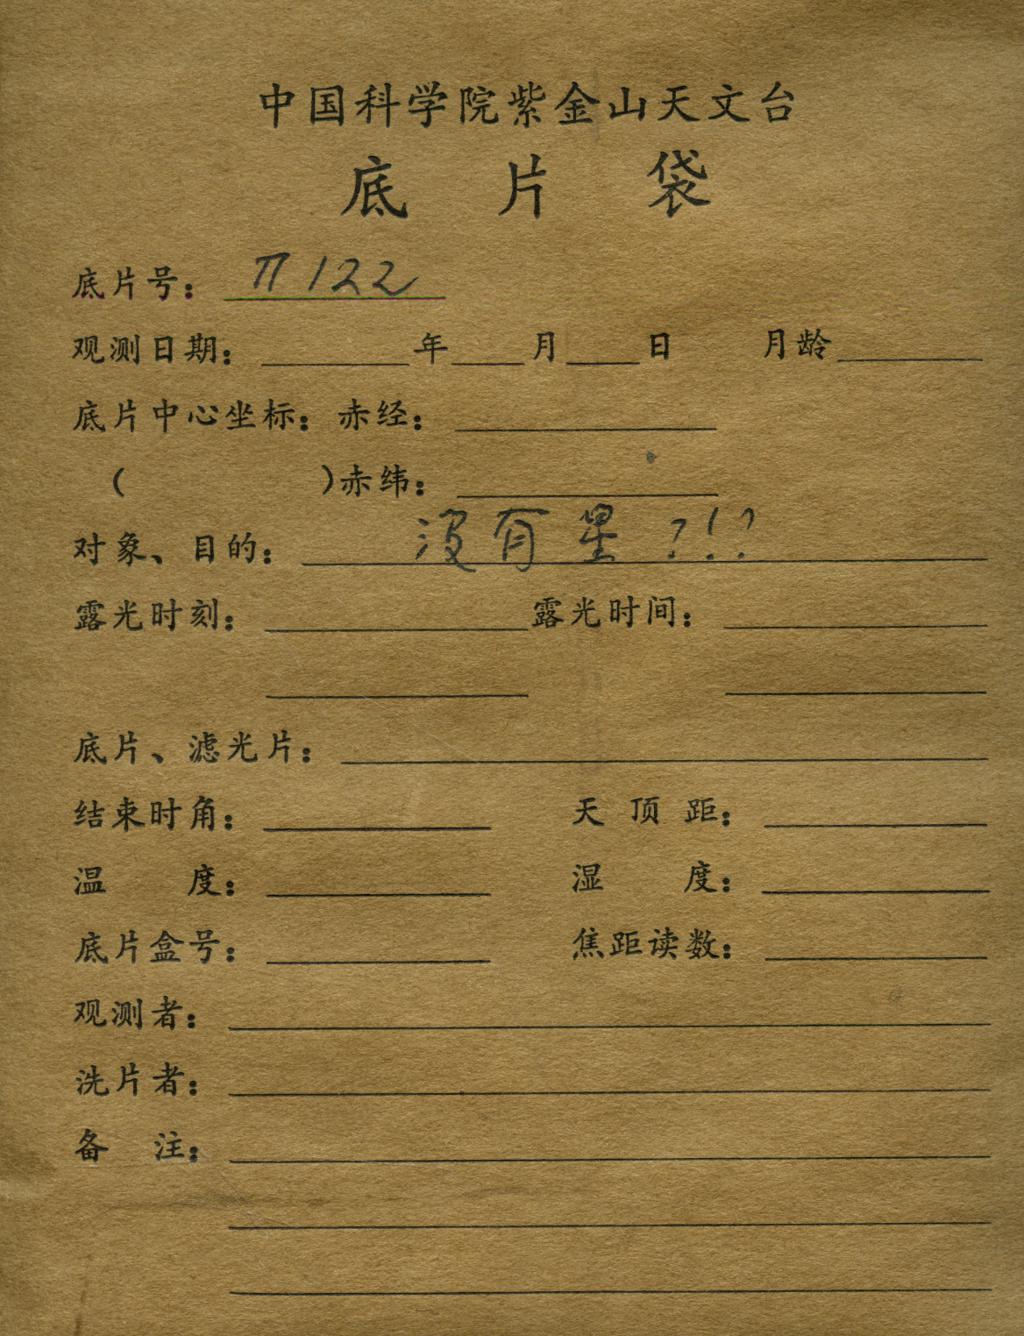 中国科学院紫金山天文台
底片袋
底片号： π122
观测日期： 年 月 日 月龄
底片中心坐标：赤经：
( )赤纬：
对象、目的： 没有星?!?
露光时刻： 露光时间：
底片、滤光片：
结束时角： 天顶距：
温度： 湿度：
底片盒号： 焦距读数：
观测者：
洗片者：
备注：